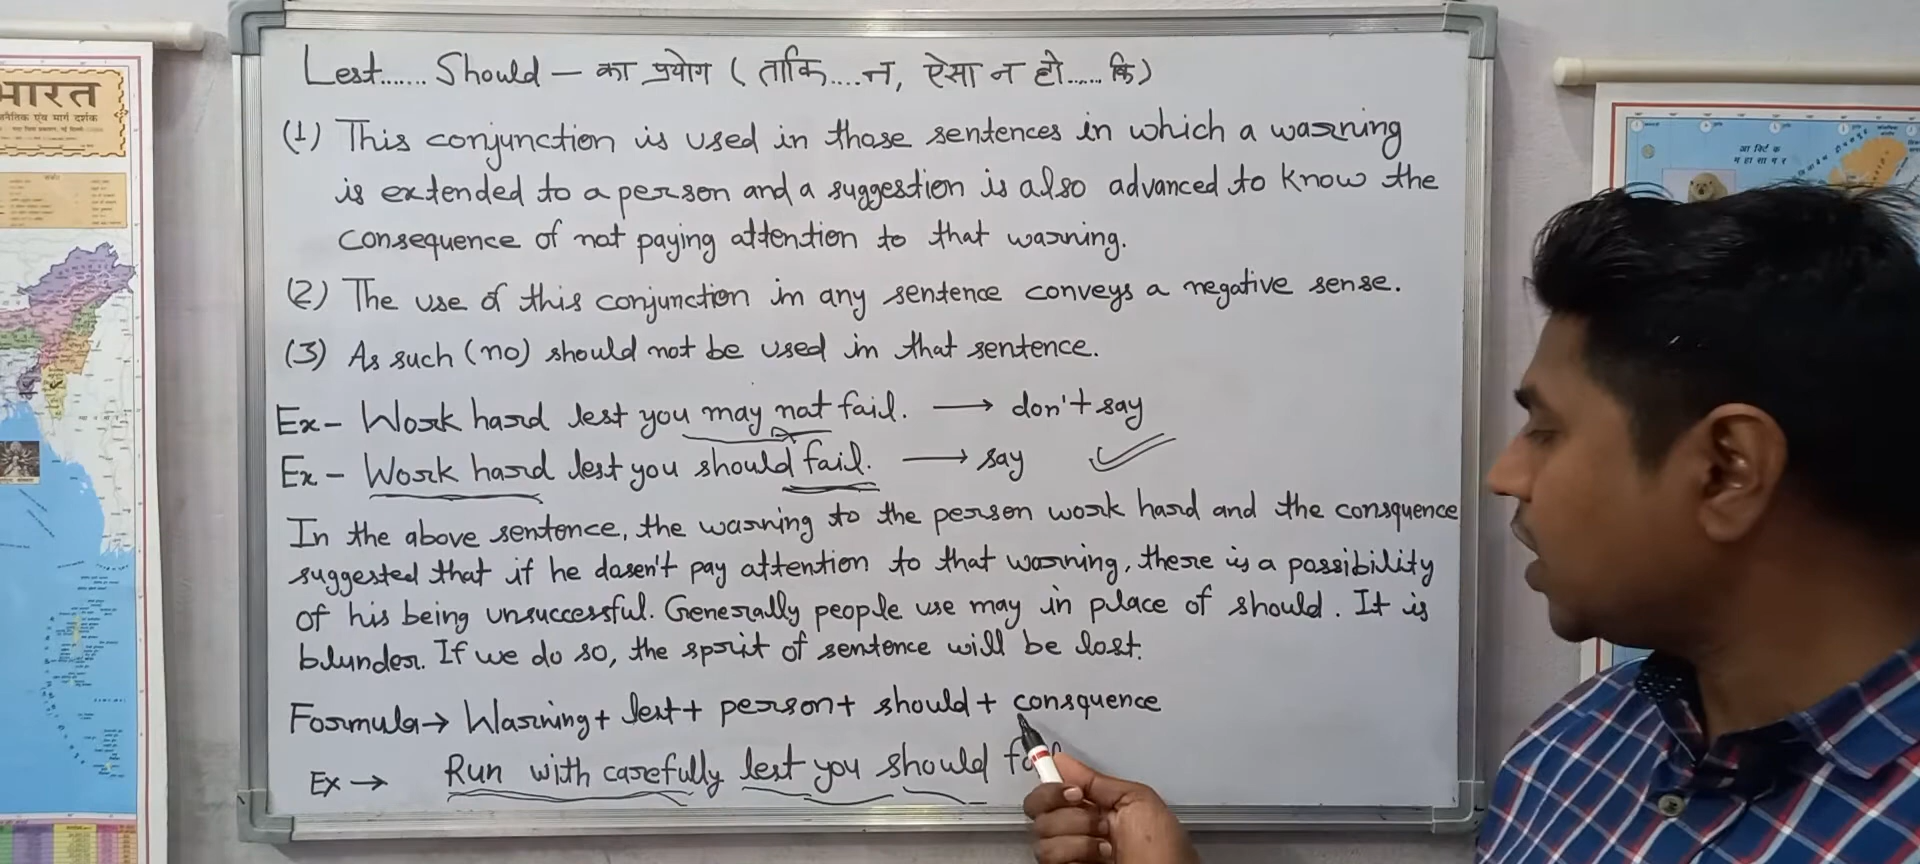 Lest....... Should – का प्रयोग ( ताकि....न, ऐसा न हो...... कि)
(1) This conjunction is used in those sentences in which a warning
is extended to a person and a suggestion is also advanced to know the
consequence of not paying attention to that warning.
(2) The use of this conjunction in any sentence conveys a negative sense.
(3) As such (no) should not be used in that sentence.
Ex – Work hard lest you may not fail. → don't say
Ex – Work hard lest you should fail. → say
In the above sentence, the warning to the person work hard and the consquence
suggested that if he dosen't pay attention to that warning, there is a possibility
of his being unsuccessful. Generally people use may in place of should. It is
blunder. If we do so, the sprit of sentence will be lost.
Formula → Warning + lest + person + should + consquence
Ex → Run with carefully lest you should
भारत